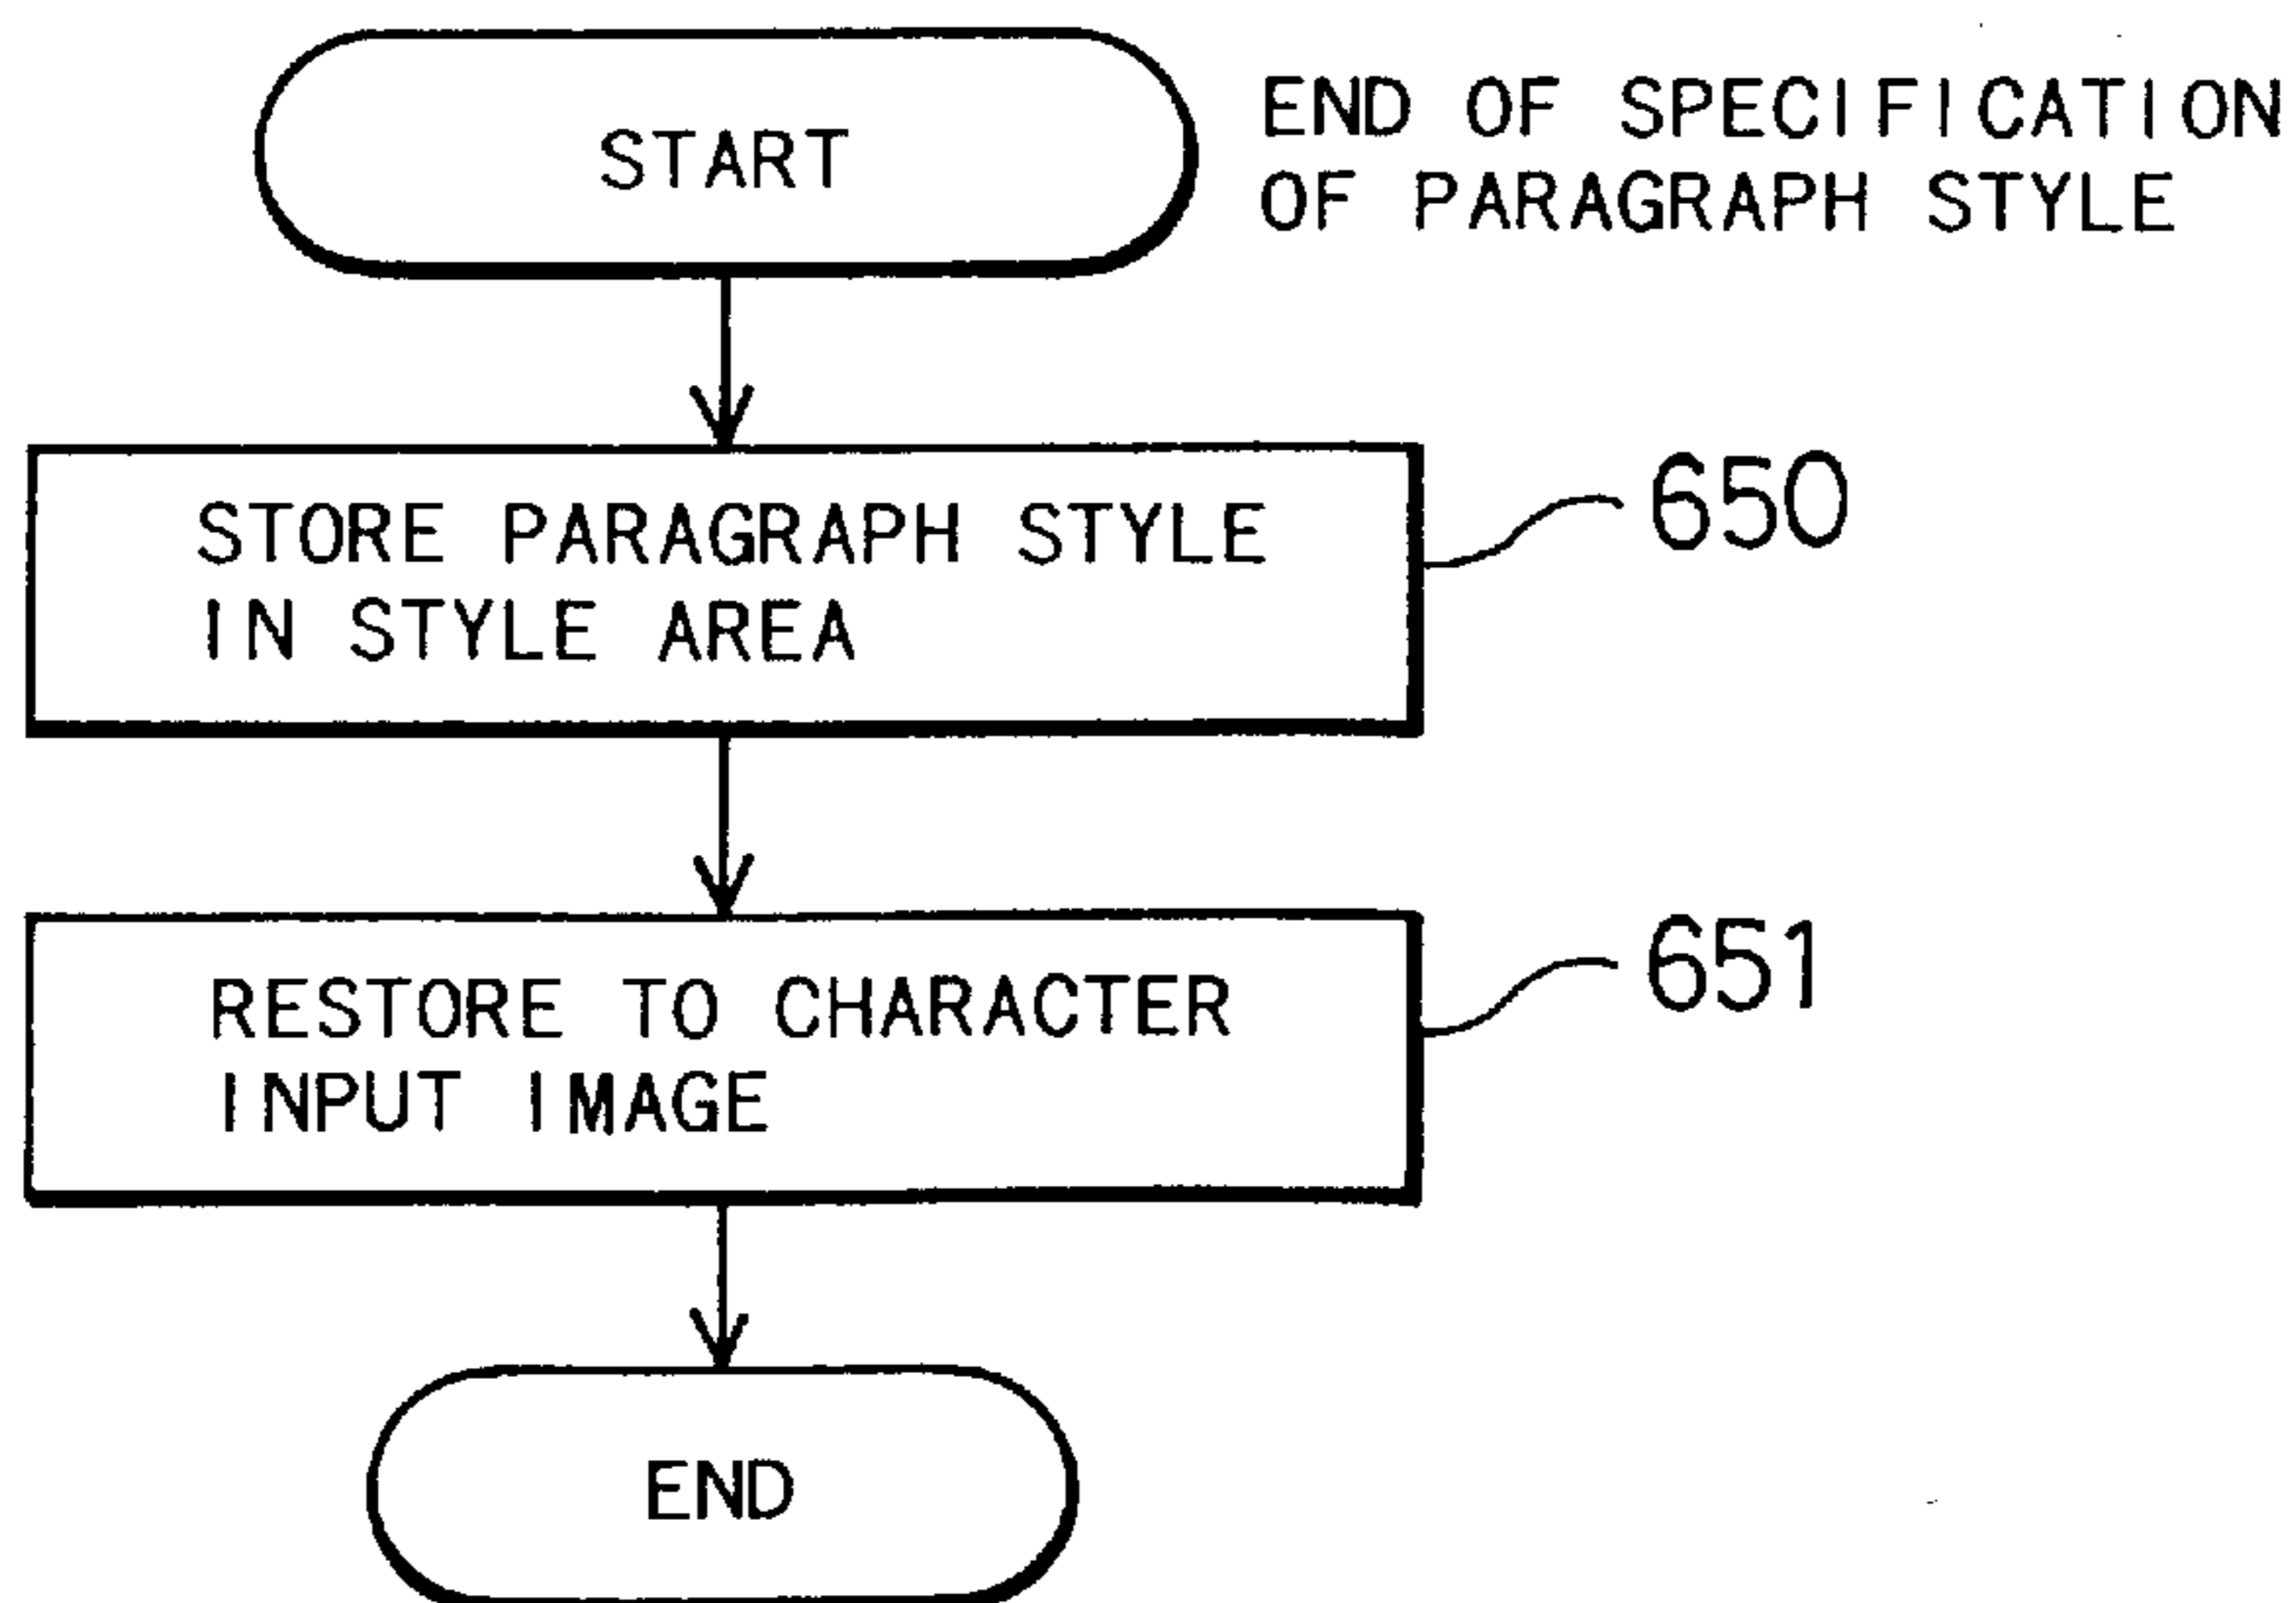 START
END OF SPECIFICATION
OF PARAGRAPH STYLE
STORE PARAGRAPH STYLE
IN STYLE AREA
650
RESTORE TO CHARACTER
INPUT IMAGE
651
END